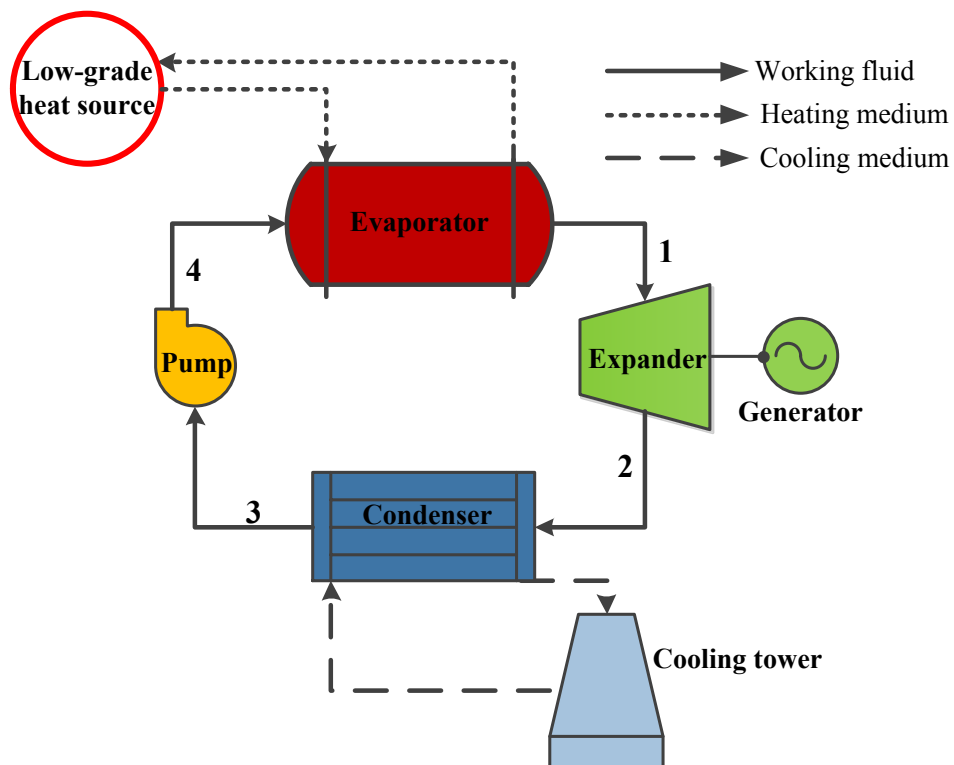 Low-grade
heat source
Working fluid
Heating medium
Cooling medium
Evaporator
1
4
Pump
Expander
Generator
2
3
Condenser
Cooling tower